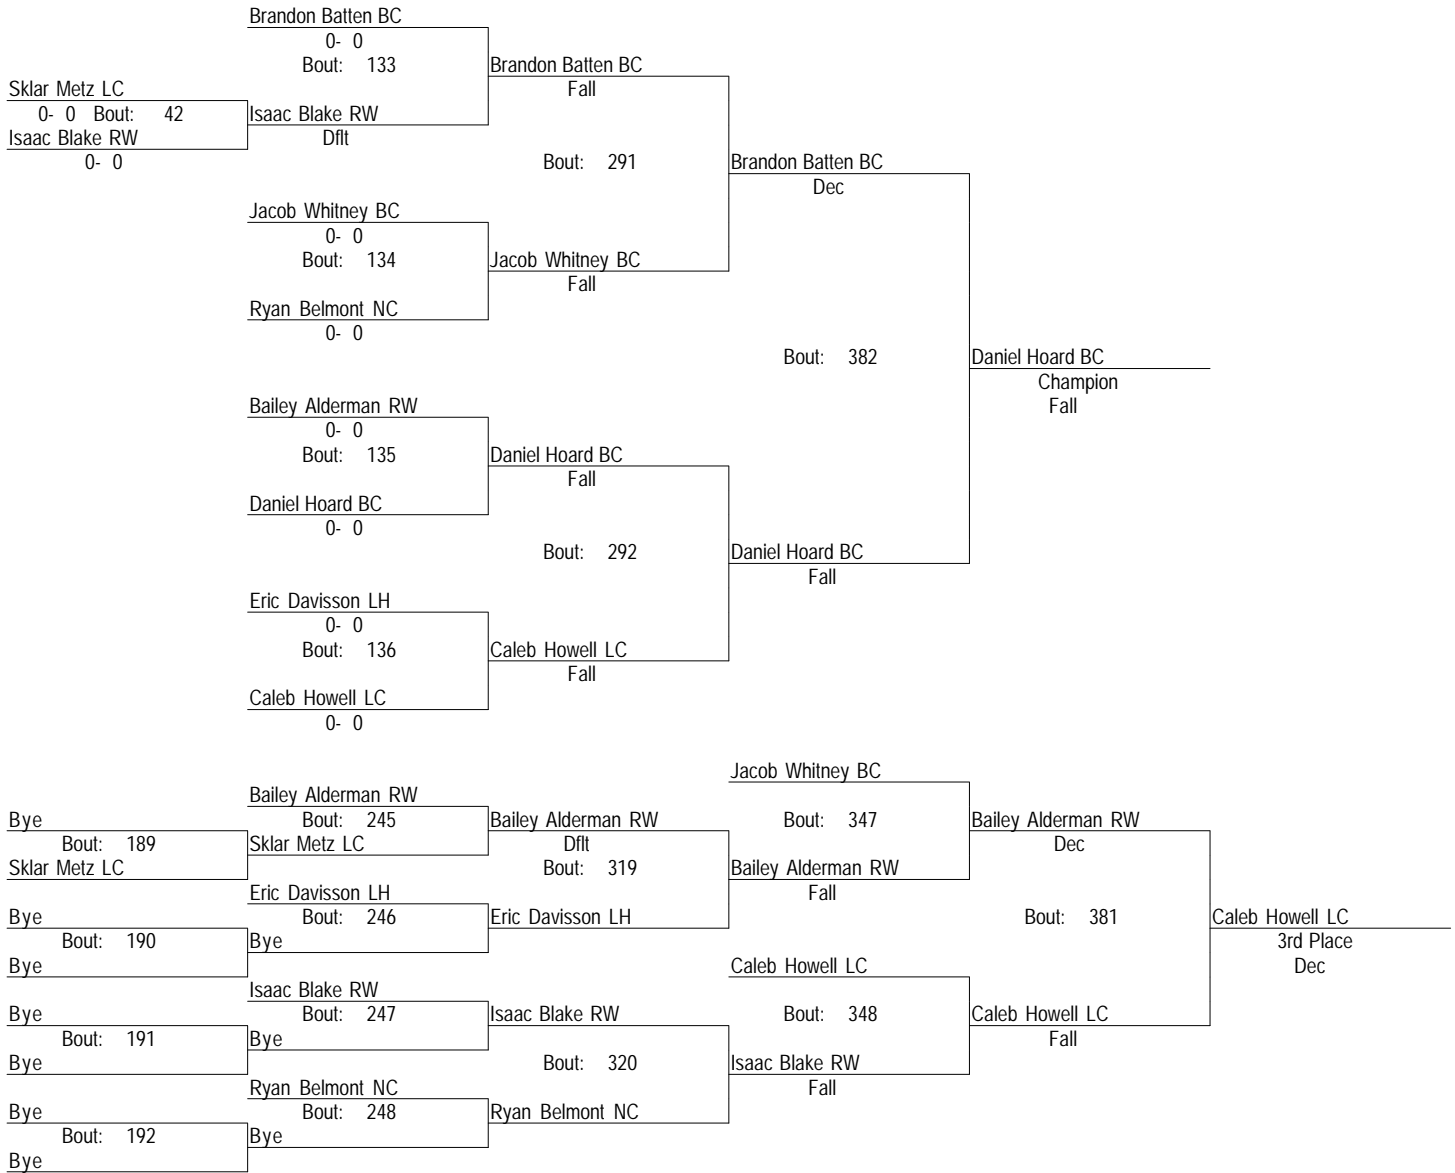 Brandon Batten BC
0- 0
Bout: 133
Brandon Batten BC
Fall
Sklar Metz LC
0- 0 Bout: 42
Isaac Blake RW
0- 0
Isaac Blake RW
Dflt
Bout: 291
Brandon Batten BC
Dec
Jacob Whitney BC
0- 0
Bout: 134
Jacob Whitney BC
Fall
Ryan Belmont NC
0- 0
Bout: 382
Daniel Hoard BC
Champion
Fall
Bailey Alderman RW
0- 0
Bout: 135
Daniel Hoard BC
Fall
Daniel Hoard BC
0- 0
Bout: 292
Daniel Hoard BC
Fall
Eric Davisson LH
0- 0
Bout: 136
Caleb Howell LC
Fall
Caleb Howell LC
0- 0
Jacob Whitney BC
Bailey Alderman RW
Bye
Bout: 245
Bailey Alderman RW
Bout: 347
Bailey Alderman RW
Bout: 189
Sklar Metz LC
Dflt
Dec
Sklar Metz LC
Bout: 319
Bailey Alderman RW
Fall
Eric Davisson LH
Bye
Bout: 246
Eric Davisson LH
Bout: 381
Caleb Howell LC
Bout: 190
Bye
3rd Place
Bye
Caleb Howell LC
Dec
Isaac Blake RW
Bye
Bout: 247
Isaac Blake RW
Bout: 348
Caleb Howell LC
Bout: 191
Bye
Fall
Bye
Bout: 320
Isaac Blake RW
Fall
Ryan Belmont NC
Bye
Bout: 248
Ryan Belmont NC
Bout: 192
Bye
Bye